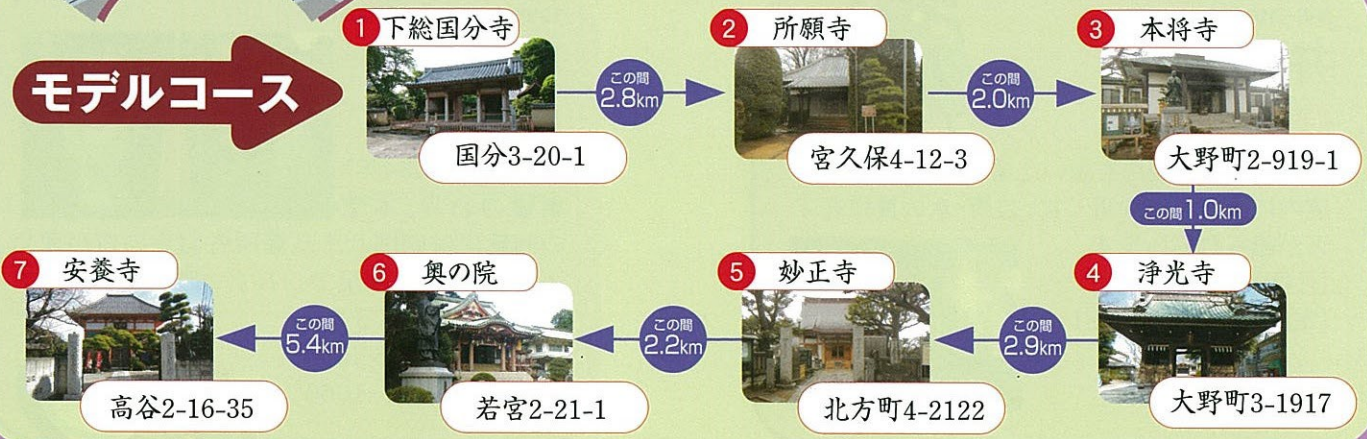 モデルコース
1 下総国分寺
国分3-20-1
この間
2.8km
2 所願寺
宮久保4-12-3
この間
2.0km
3 本将寺
大野町2-919-1
この間1.0km
4 浄光寺
大野町3-1917
この間
2.9km
5 妙正寺
北方町4-2122
この間
2.2km
6 奥の院
若宮2-21-1
この間
5.4km
7 安養寺
高谷2-16-35